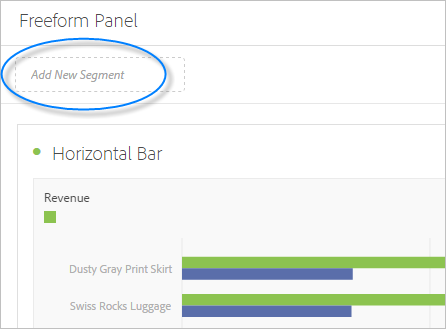 Freeform Panel
Add New Segment
Horizontal Bar
Revenue
Dusty Gray Print Skirt
Swiss Rocks Luggage